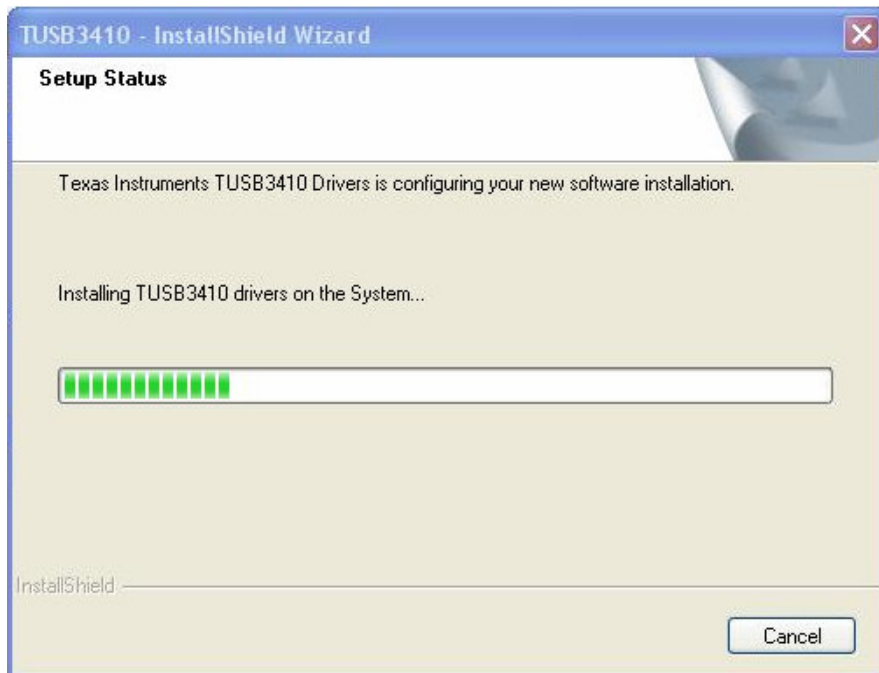 TUSB3410 - InstallShield Wizard
Setup Status
Texas Instruments TUSB3410 Drivers is configuring your new software installation.
Installing TUSB3410 drivers on the System...
InstallShield
Cancel